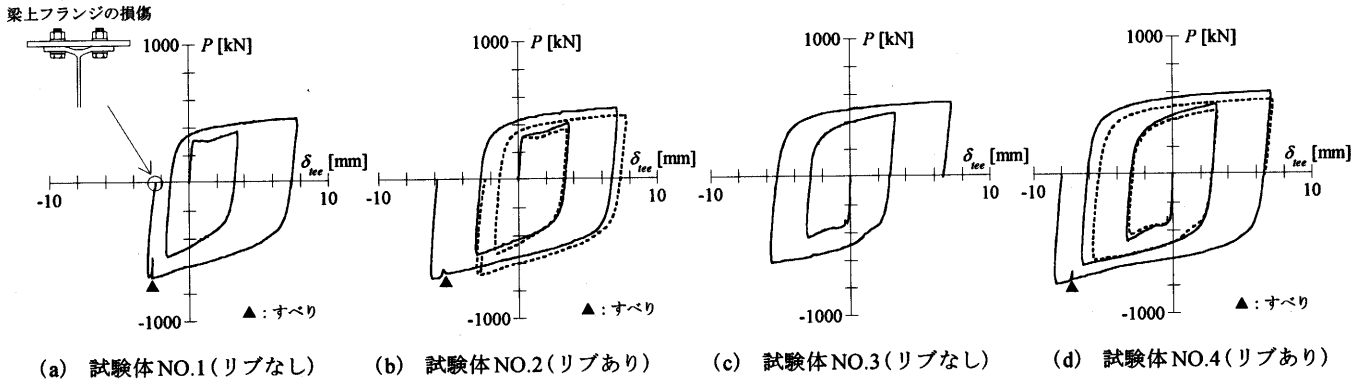 梁上フランジの損傷
1000 P [kN]
δtee [mm]
-10
10
-1000
▲：すべり
(a) 試験体NO.1(リブなし)
1000 P [kN]
δtee [mm]
-10
10
-1000
▲：すべり
(b) 試験体NO.2(リブあり)
1000 P [kN]
δtee [mm]
-10
10
-1000
(c) 試験体NO.3(リブなし)
1000 P [kN]
δtee [mm]
-10
10
-1000
▲：すべり
(d) 試験体NO.4(リブあり)